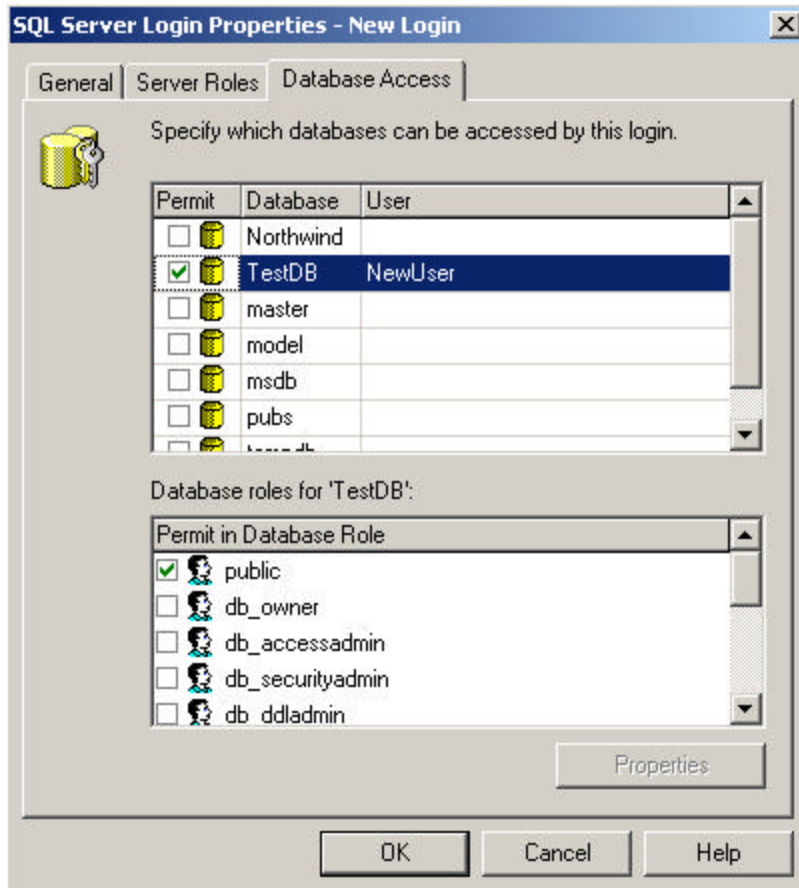 SQL Server Login Properties - New Login
General Server Roles Database Access
Specify which databases can be accessed by this login.
Permit Database User
Northwind
TestDB NewUser
master
model
msdb
pubs
Database roles for 'TestDB':
Permit in Database Role
public
db_owner
db_accessadmin
db_securityadmin
db_ddladmin
Properties
OK Cancel Help